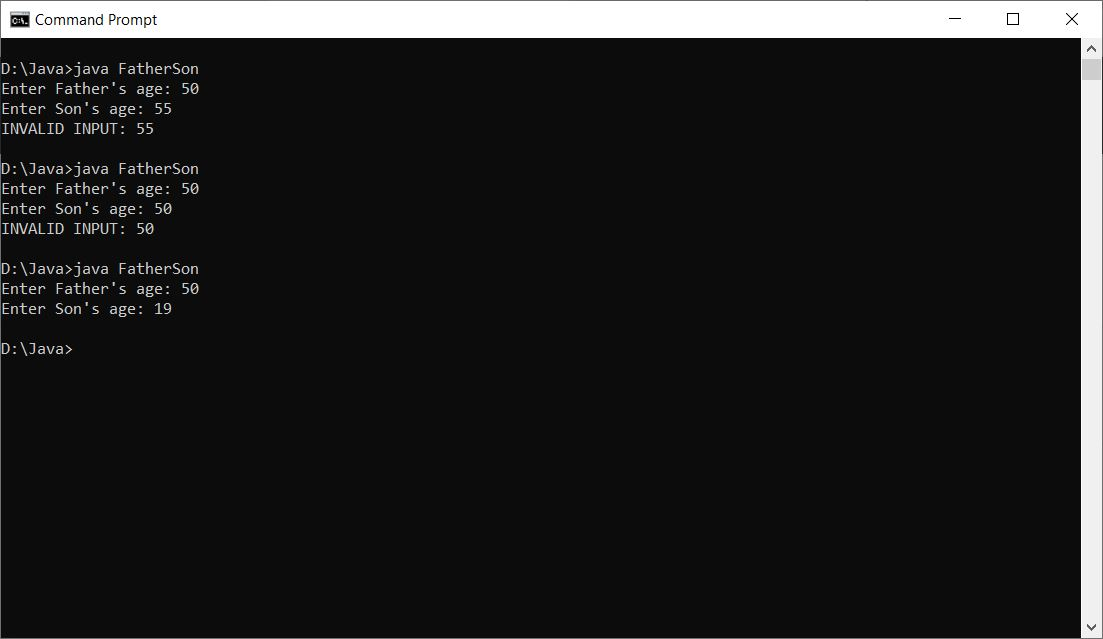 Command Prompt
D:\Java>java FatherSon
Enter Father's age: 50
Enter Son's age: 55
INVALID INPUT: 55
D:\Java>java FatherSon
Enter Father's age: 50
Enter Son's age: 50
INVALID INPUT: 50
D:\Java>java FatherSon
Enter Father's age: 50
Enter Son's age: 19
D:\Java>